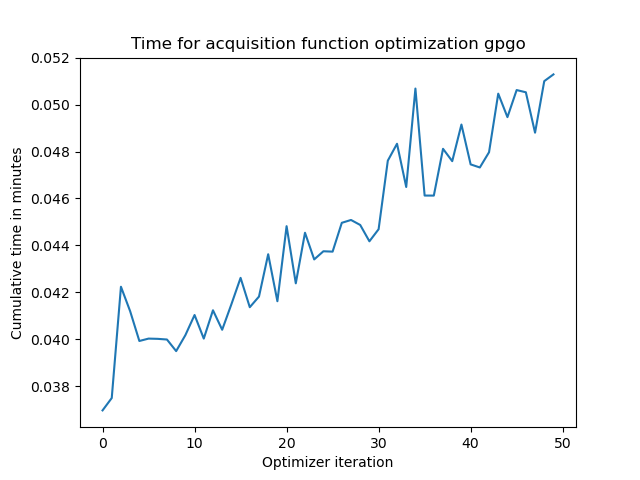 Time for acquisition function optimization gpgo
0.052
0.050
0.048
0.046
0.044
0.042
0.040
0.038
Cumulative time in minutes
0 10 20 30 40 50
Optimizer iteration